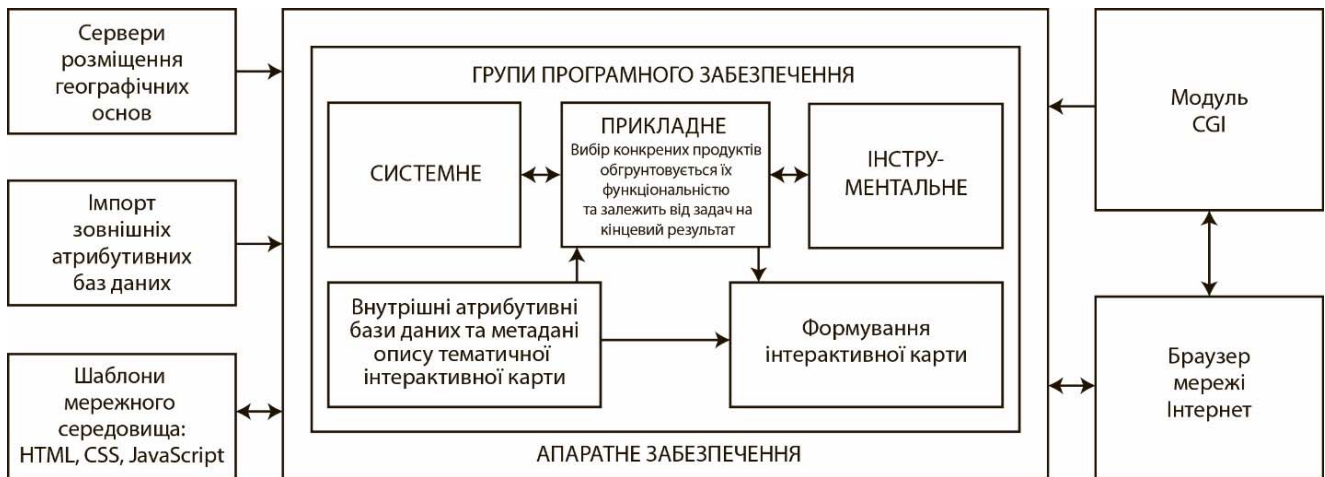 Сервери
розміщення
географічних
основ
Імпорт
зовнішніх
атрибутивних
баз даних
Шаблони
мережного
середовища:
HTML, CSS, JavaScript
ГРУПИ ПРОГРАМНОГО ЗАБЕЗПЕЧЕННЯ
СИСТЕМНЕ
ПРИКЛАДНЕ
Вибір конкрених продуктів
обгрунтовується їх
функціональністю
та залежить від задач на
кінцевий результат
ІНСТРУ-
МЕНТАЛЬНЕ
Внутрішні атрибутивні
бази даних та метадані
опису тематичної
інтерактивної карти
Формування
інтерактивної карти
АПАРАТНЕ ЗАБЕЗПЕЧЕННЯ
Модуль
CGI
Браузер
мережі
Інтернет